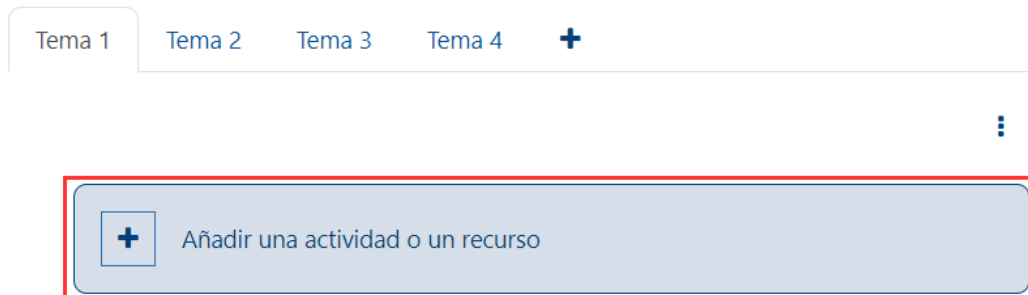 Tema 1 Tema 2 Tema 3 Tema 4
Añadir una actividad o un recurso